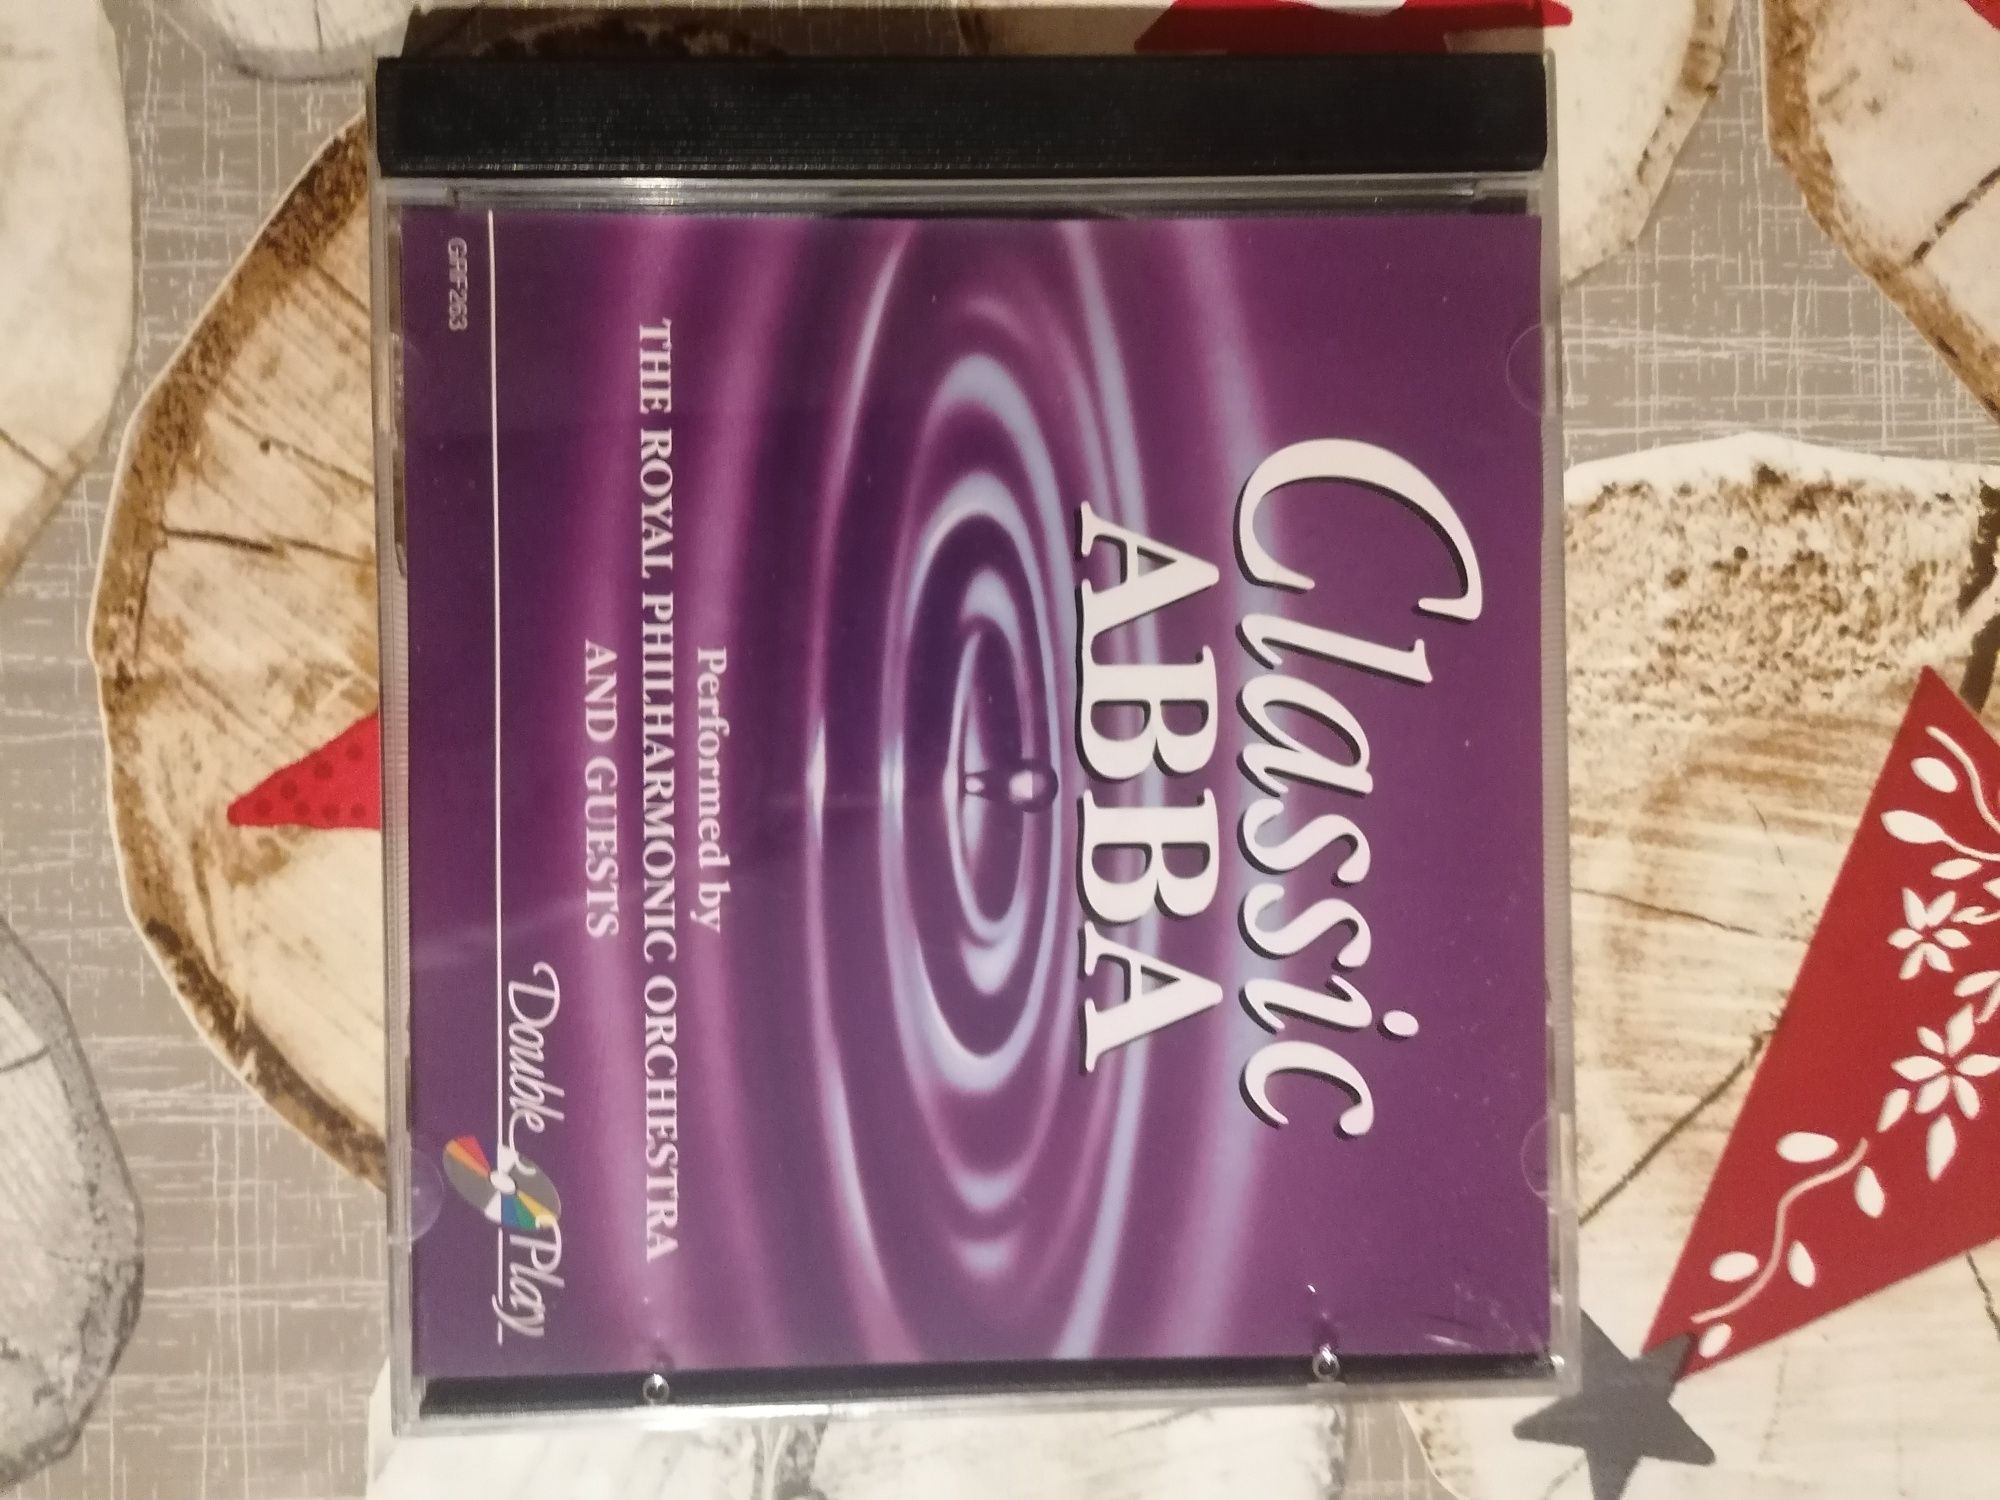 Classic
ABBA
Performed by
THE ROYAL PHILHARMONIC ORCHESTRA
AND GUESTS
Double Play
GRF263